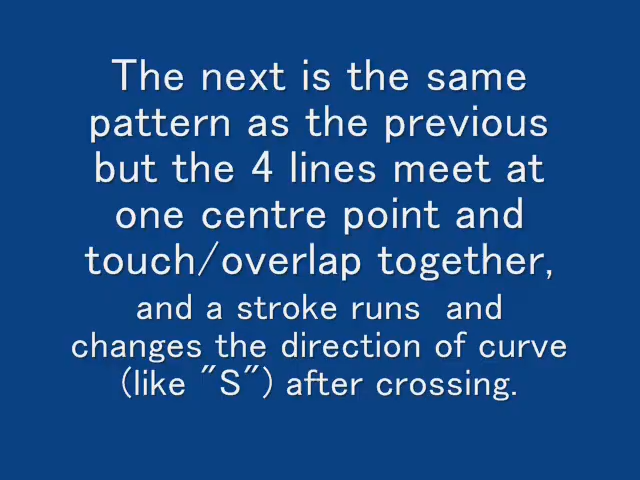 The next is the same
pattern as the previous
but the 4 lines meet at
one centre point and
touch/overlap together,
and a stroke runs  and
changes the direction of curve
(like "S") after crossing.